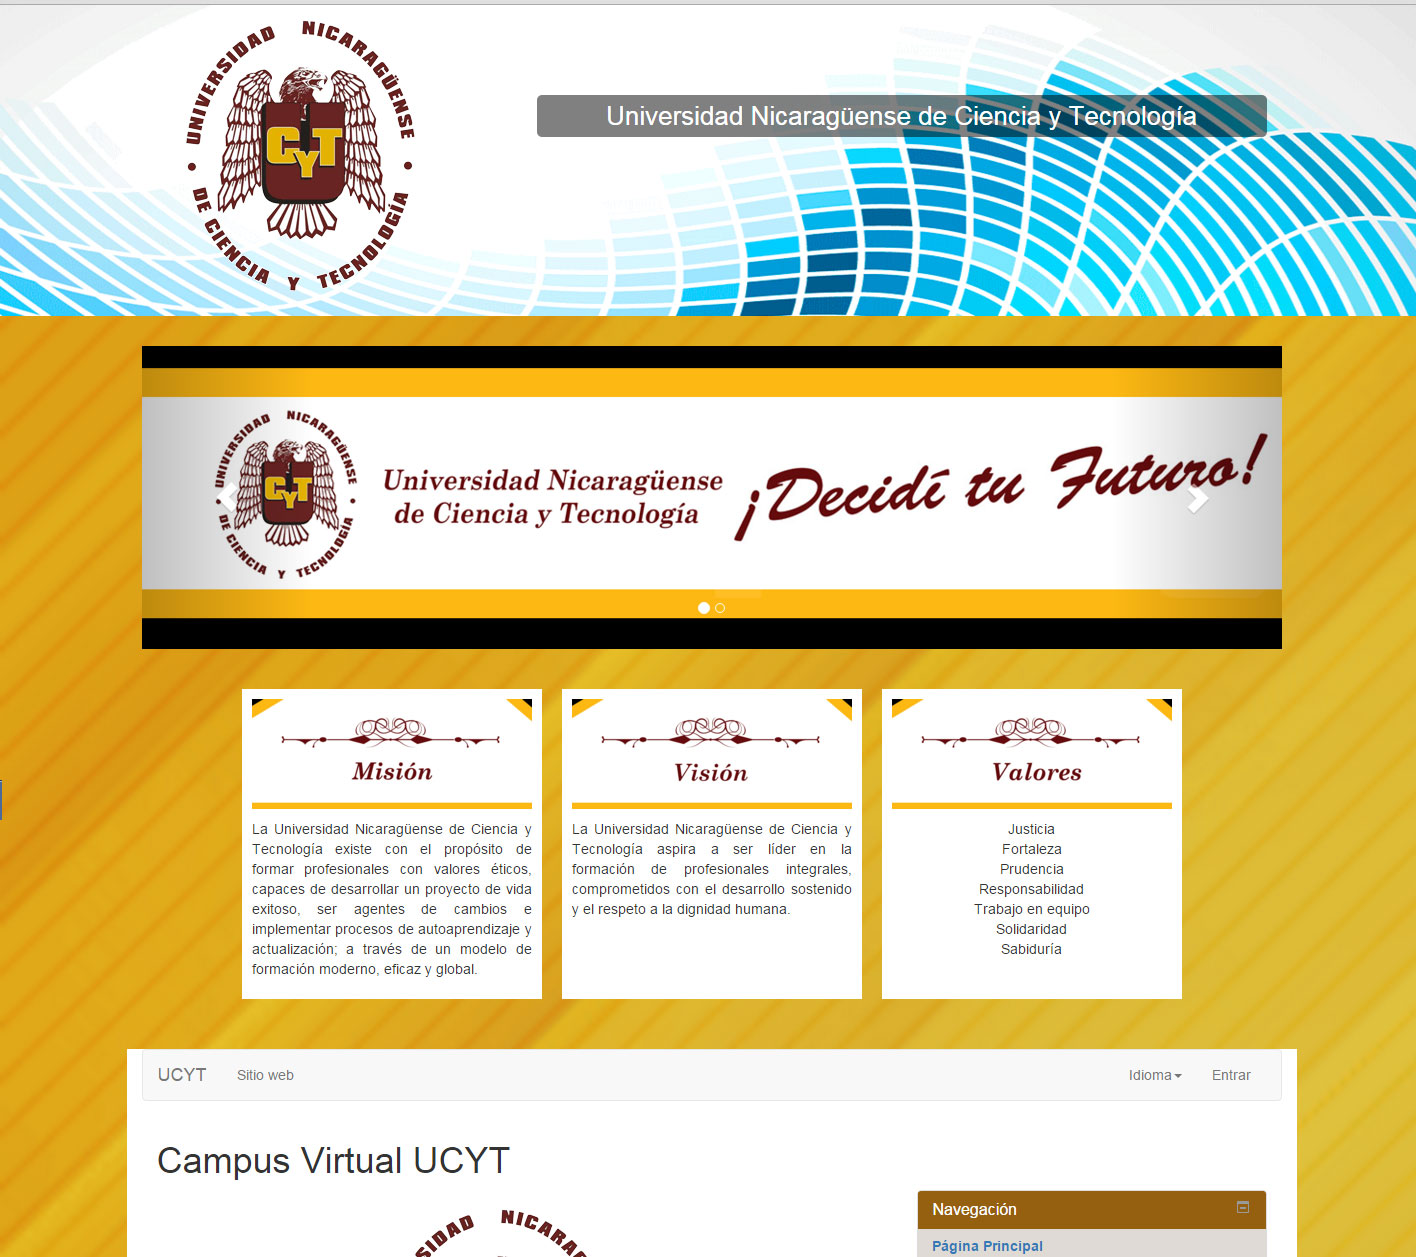 UNIVERSIDAD NICARAGÜENSE
DE CIENCIA Y TECNOLOGÍA
CYT
Universidad Nicaragüense de Ciencia y Tecnología
UNIVERSIDAD NICARAGÜENSE
DE CIENCIA Y TECNOLOGÍA
CYT
Universidad Nicaragüense
de Ciencia y Tecnología
¡Decidí tu Futuro!
Misión
La Universidad Nicaragüense de Ciencia y
Tecnología existe con el propósito de
formar profesionales con valores éticos,
capaces de desarrollar un proyecto de vida
exitoso, ser agentes de cambios e
implementar procesos de autoaprendizaje y
actualización; a través de un modelo de
formación moderno, eficaz y global.
Visión
La Universidad Nicaragüense de Ciencia y
Tecnología aspira a ser líder en la
formación de profesionales integrales,
comprometidos con el desarrollo sostenido
y el respeto a la dignidad humana.
Valores
Justicia
Fortaleza
Prudencia
Responsabilidad
Trabajo en equipo
Solidaridad
Sabiduría
UCYT Sitio web Idioma Entrar
Campus Virtual UCYT
Navegación
Página Principal